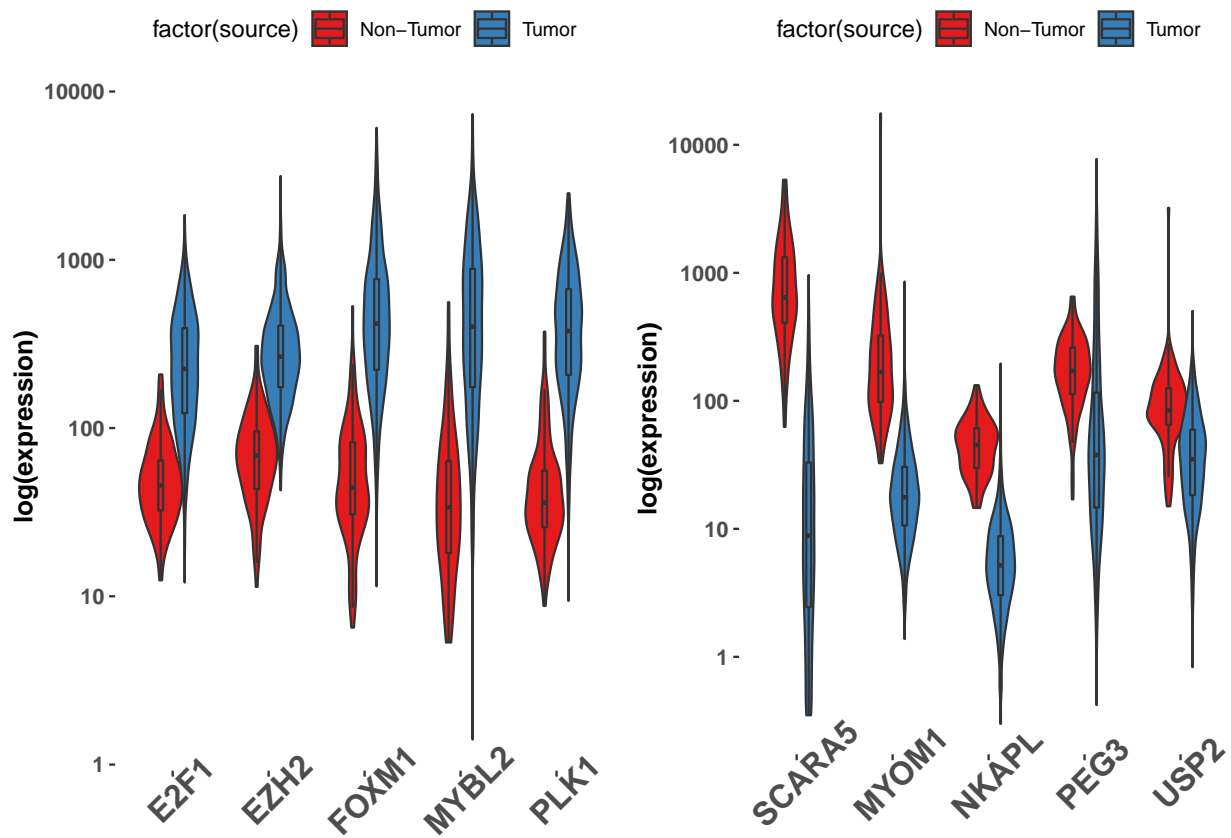 factor(source) Non−Tumor Tumor
log(expression)
10000
1000
100
10
1
E2F1 EZH2 FOXM1 MYBL2 PLK1
factor(source) Non−Tumor Tumor
log(expression)
10000
1000
100
10
1
SCARA5 MYOM1 NKAPL PEG3 USP2